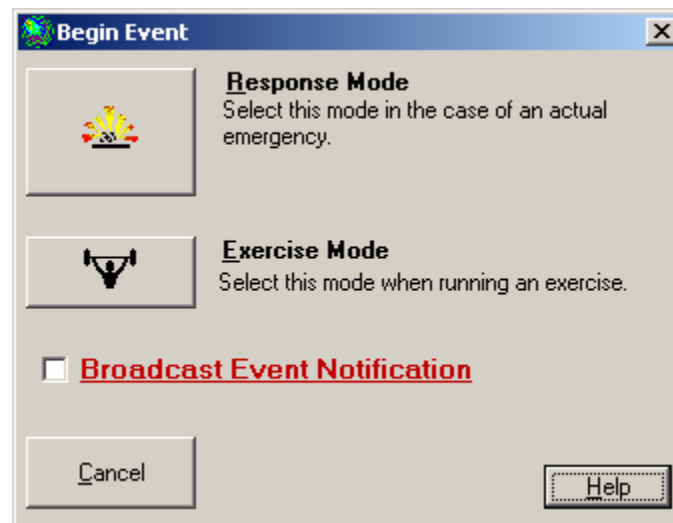 Begin Event
Response Mode
Select this mode in the case of an actual
emergency.
Exercise Mode
Select this mode when running an exercise.
Broadcast Event Notification
Cancel
Help